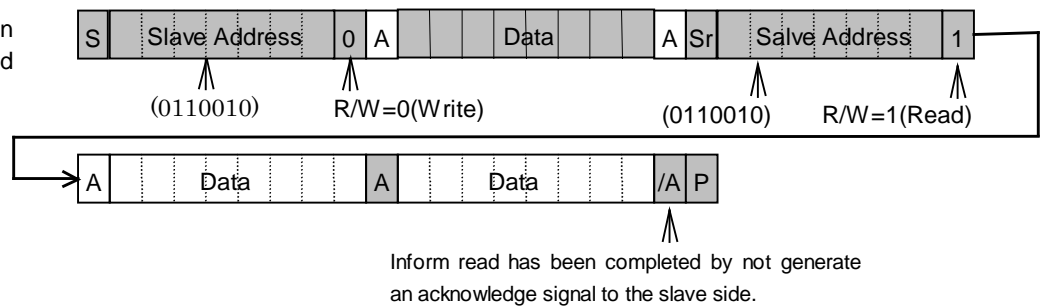 n
d
S Slave Address 0 A Data A Sr Salve Address 1
(0110010) R/W=0(Write) (0110010) R/W=1(Read)
A Data A Data /A P
Inform read has been completed by not generate
an acknowledge signal to the slave side.